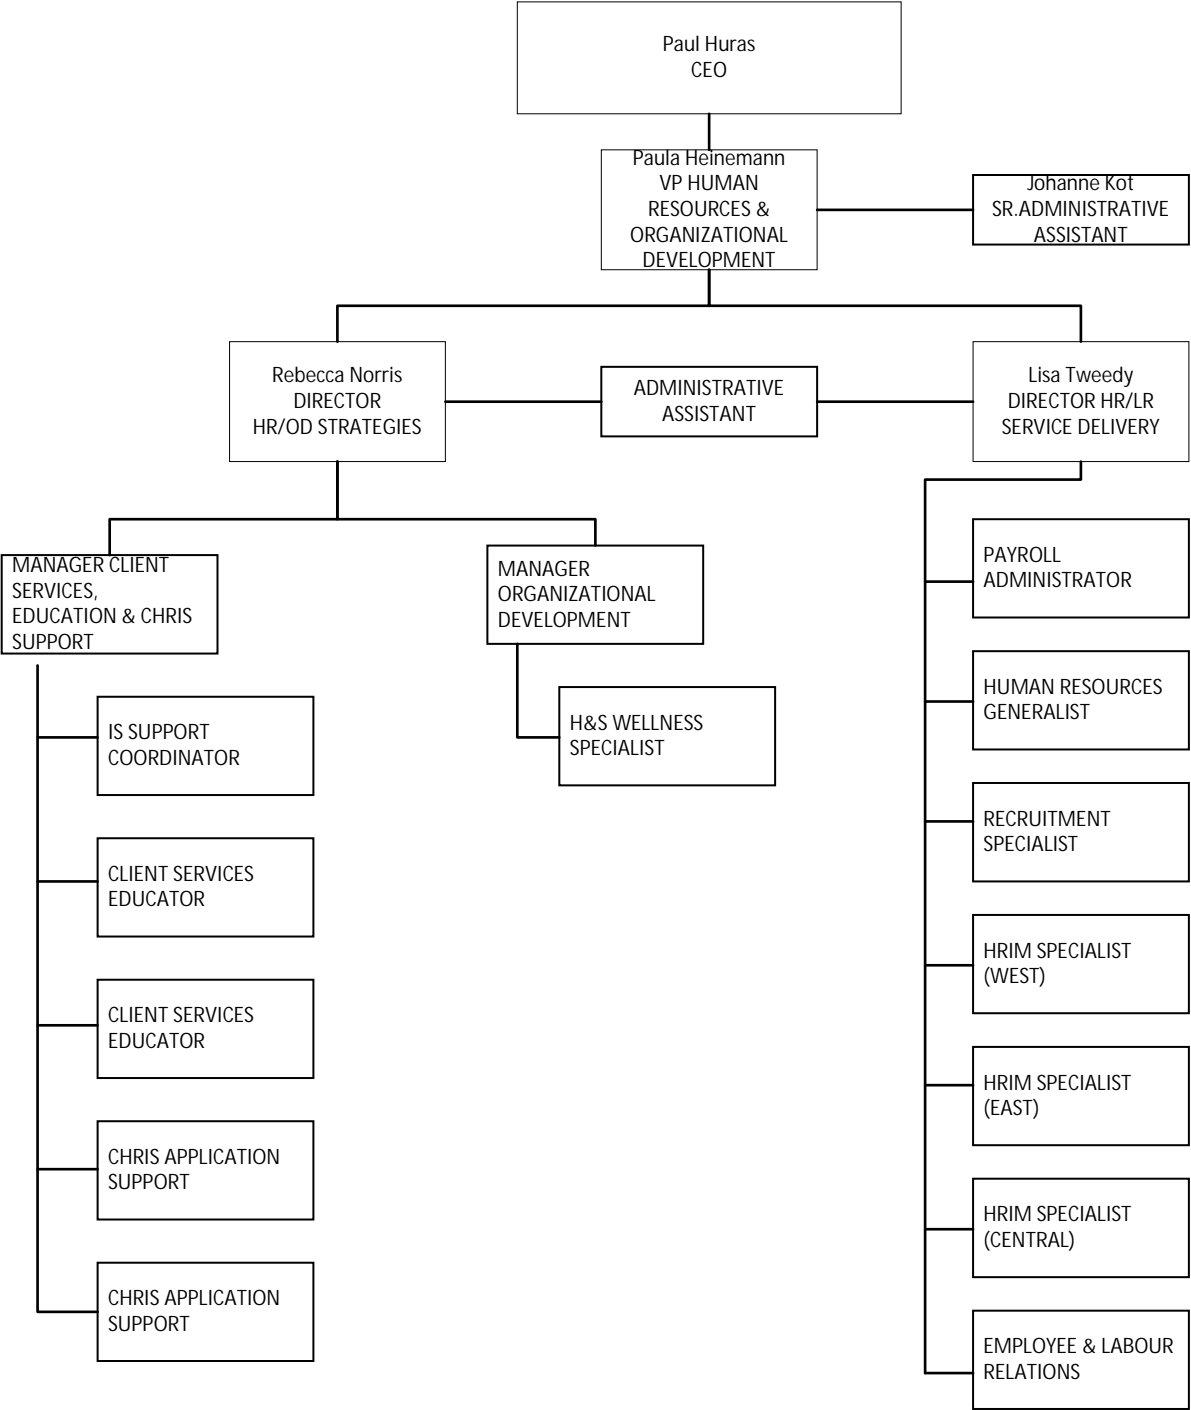 Paul Huras
CEO
Paula Heinemann
VP HUMAN
RESOURCES &
ORGANIZATIONAL
DEVELOPMENT
Johanne Kot
SR.ADMINISTRATIVE
ASSISTANT
Rebecca Norris
DIRECTOR
HR/OD STRATEGIES
ADMINISTRATIVE
ASSISTANT
Lisa Tweedy
DIRECTOR HR/LR
SERVICE DELIVERY
MANAGER CLIENT
SERVICES,
EDUCATION & CHRIS
SUPPORT
IS SUPPORT
COORDINATOR
CLIENT SERVICES
EDUCATOR
CLIENT SERVICES
EDUCATOR
CHRIS APPLICATION
SUPPORT
CHRIS APPLICATION
SUPPORT
MANAGER
ORGANIZATIONAL
DEVELOPMENT
H&S WELLNESS
SPECIALIST
PAYROLL
ADMINISTRATOR
HUMAN RESOURCES
GENERALIST
RECRUITMENT
SPECIALIST
HRIM SPECIALIST
(WEST)
HRIM SPECIALIST
(EAST)
HRIM SPECIALIST
(CENTRAL)
EMPLOYEE & LABOUR
RELATIONS